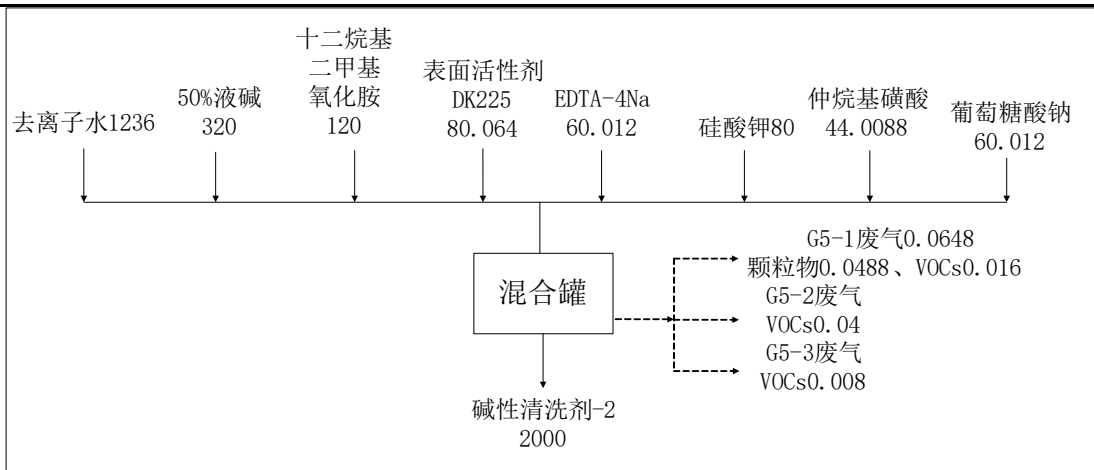 去离子水1236
50%液碱
320
十二烷基
二甲基
氧化胺
120
表面活性剂
DK225
80.064
EDTA-4Na
60.012
硅酸钾80
仲烷基磺酸
44.0088
葡萄糖酸钠
60.012
混合罐
G5-1废气0.0648
颗粒物0.0488、VOCs0.016
G5-2废气
VOCs0.04
G5-3废气
VOCs0.008
碱性清洗剂-2
2000